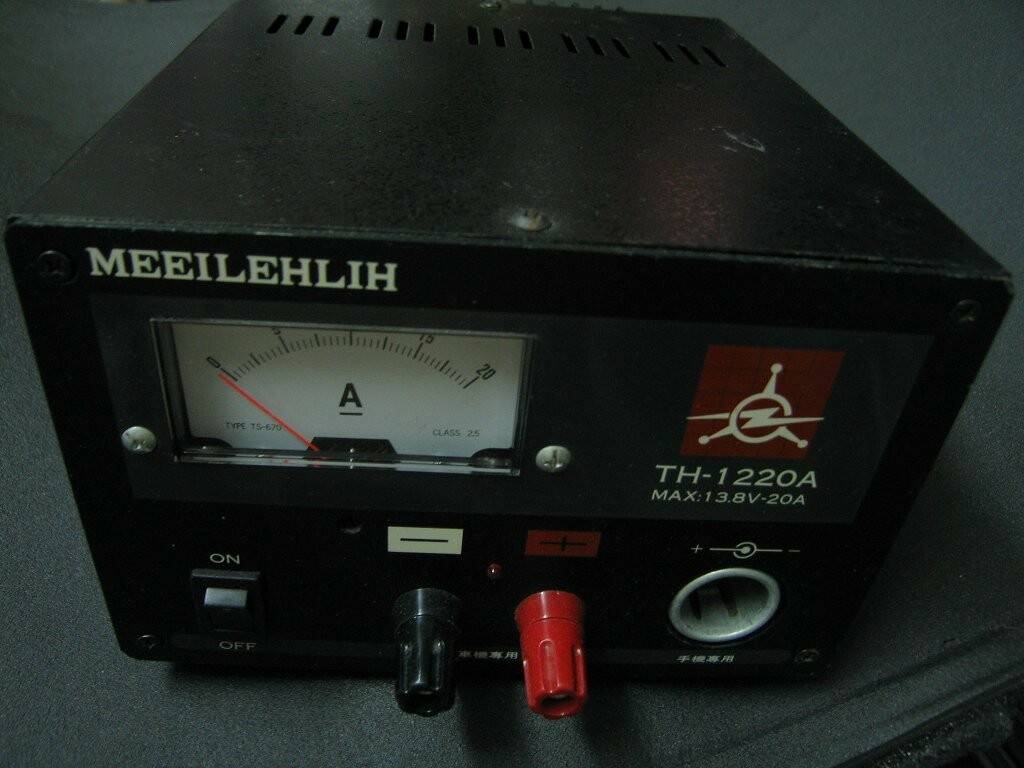 MEEILEHLIH
0 5 15 20
A
TYPE TS-670
CLASS 2.5
TH-1220A
MAX:13.8V-20A
− +
+ −
ON
OFF
車機專用
手機專用